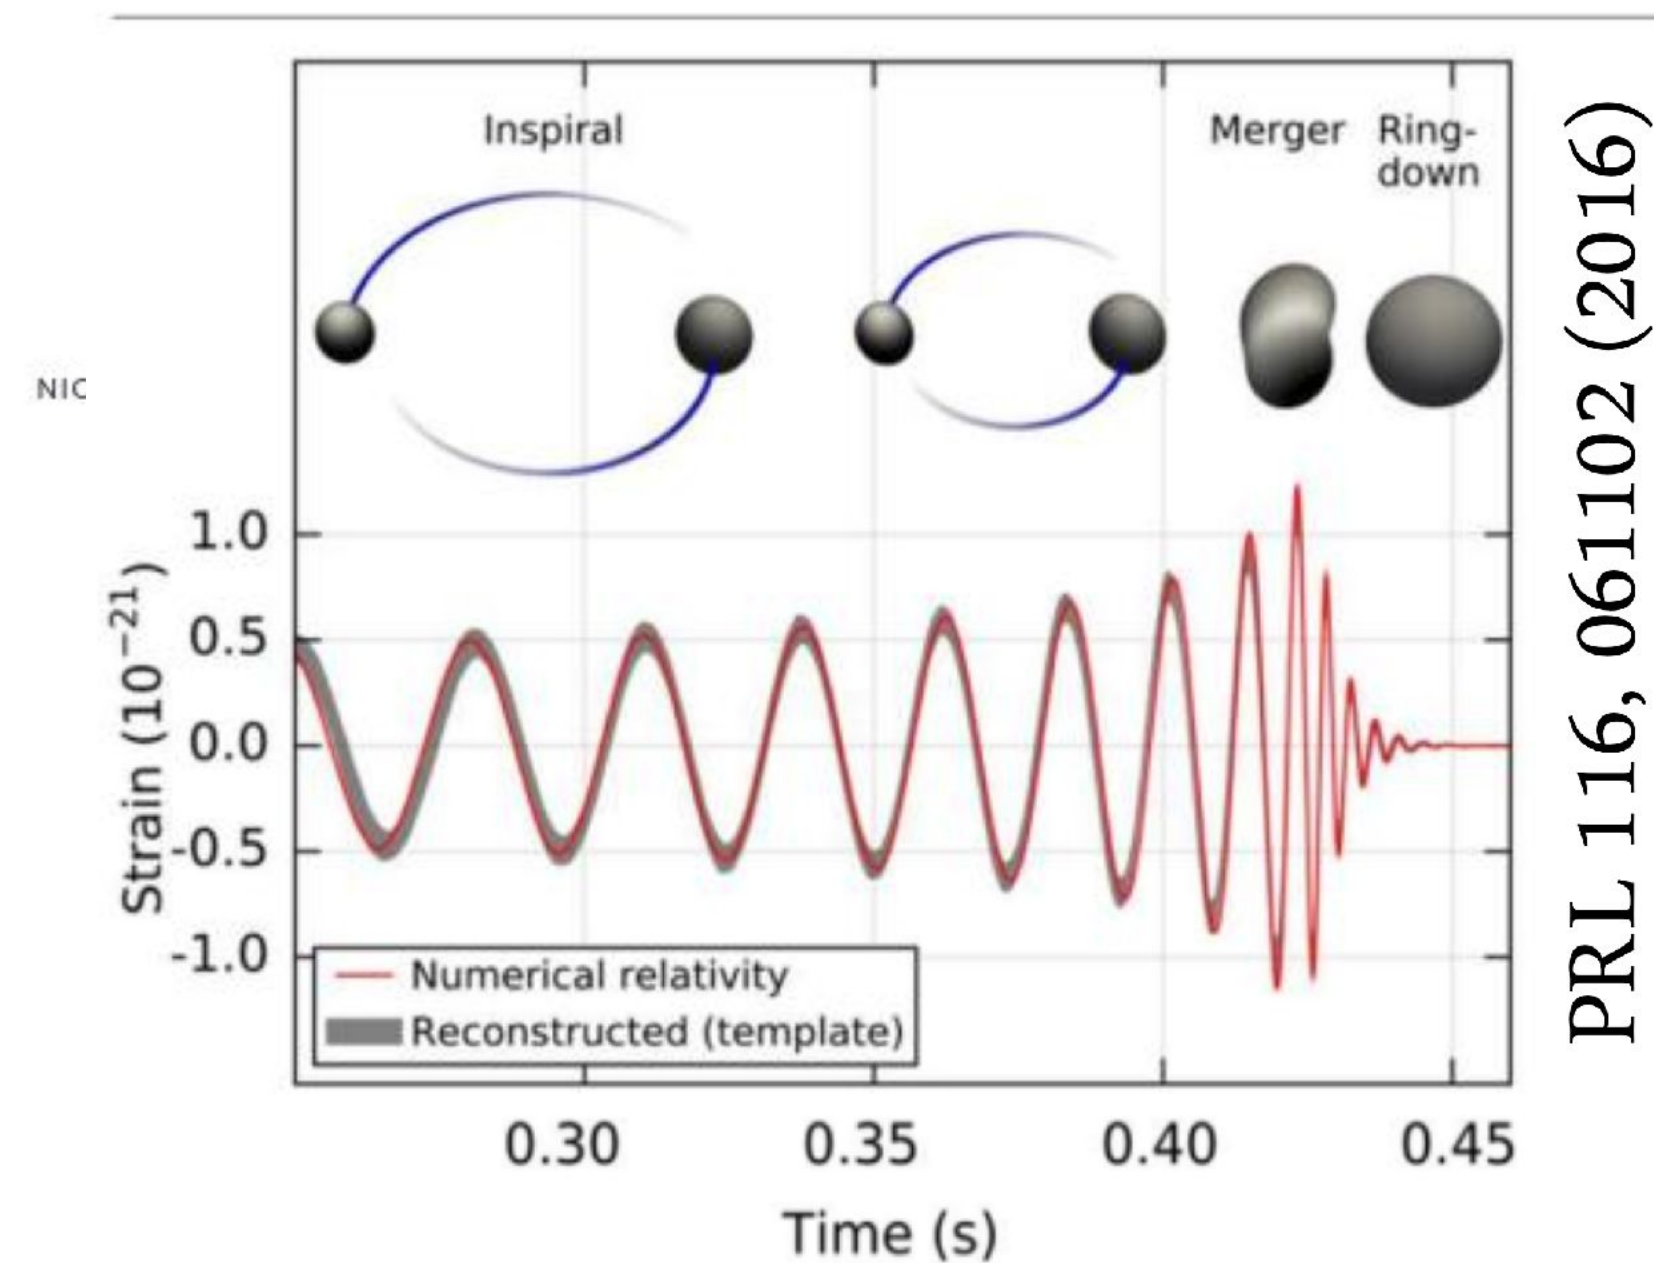 Inspiral
Merger
Ring-
down
NIC
1.0
0.5
0.0
-0.5
-1.0
Strain (10⁻²¹)
Numerical relativity
Reconstructed (template)
0.30 0.35 0.40 0.45
Time (s)
PRL 116, 061102 (2016)